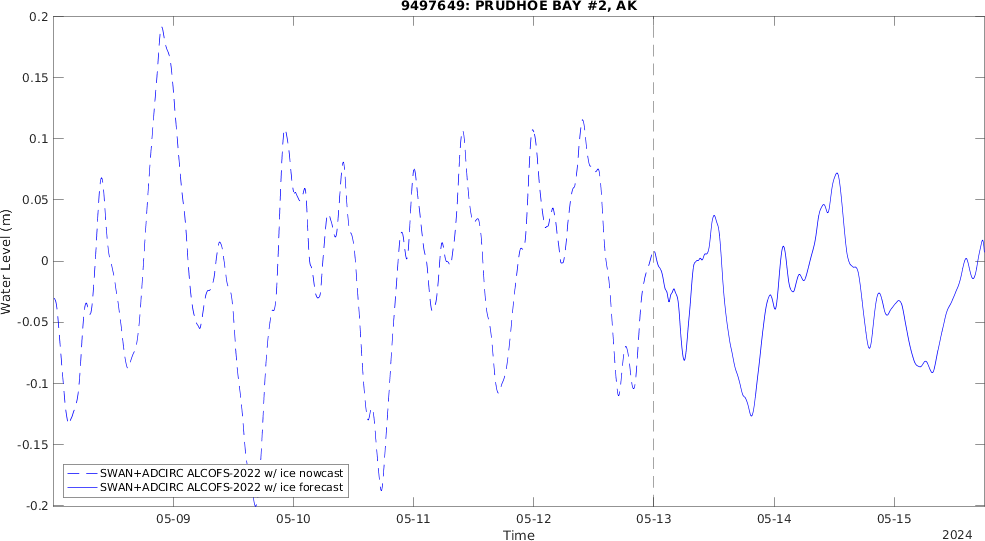 9497649: PRUDHOE BAY #2, AK
0.2
0.15
0.1
0.05
0
-0.05
-0.1
-0.15
-0.2
Water Level (m)
SWAN+ADCIRC ALCOFS-2022 w/ ice nowcast
SWAN+ADCIRC ALCOFS-2022 w/ ice forecast
05-09 05-10 05-11 05-12 05-13 05-14 05-15
Time
2024